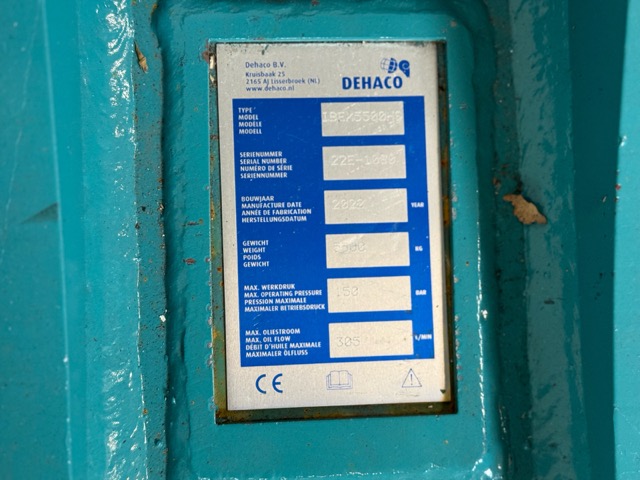 Dehaco B.V.
Kruisbaak 25
2165 AJ Lisserbroek (NL)
www.dehaco.nl
DEHACO
TYPE
MODEL
MODÈLE
MODELL
SERIENUMMER
SERIAL NUMBER
NUMÉRO DE SÉRIE
SERIENNUMMER
BOUWJAAR
MANUFACTURE DATE
ANNÉE DE FABRICATION
HERSTELLUNGSDATUM
2022
YEAR
GEWICHT
WEIGHT
POIDS
GEWICHT
KG
MAX. WERKDRUK
MAX. OPERATING PRESSURE
PRESSION MAXIMALE
MAXIMALER BETRIEBSDRUCK
BAR
MAX. OLIESTROOM
MAX. OIL FLOW
DÉBIT D'HUILE MAXIMALE
MAXIMALER ÖLFLUSS
305
L/MIN
CE